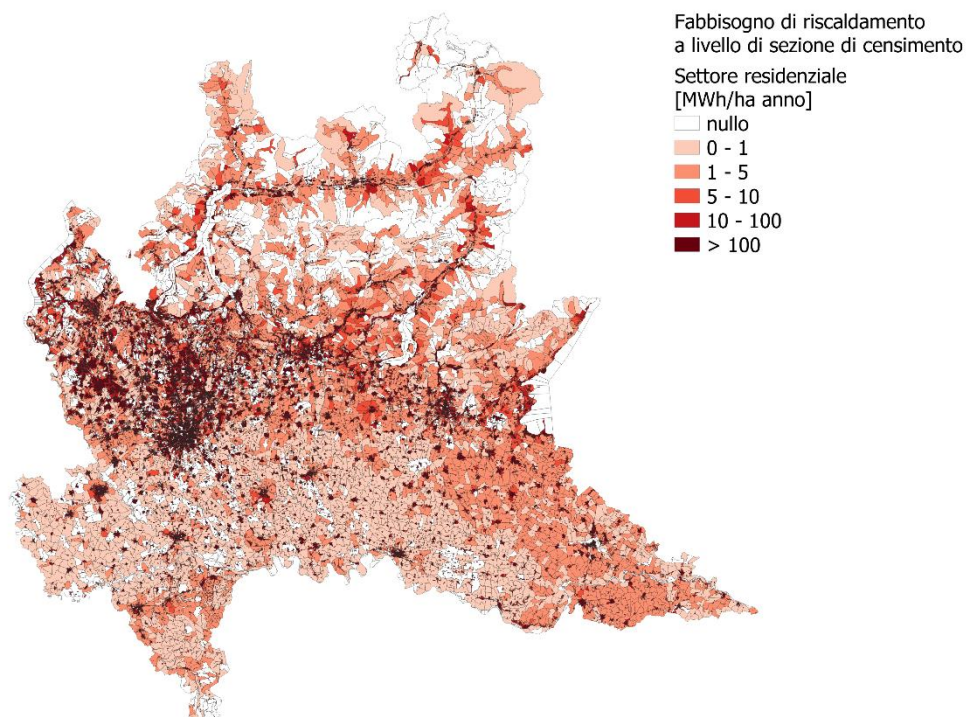 Fabbisogno di riscaldamento
a livello di sezione di censimento
Settore residenziale
[MWh/ha anno]
nullo
0 - 1
1 - 5
5 - 10
10 - 100
> 100